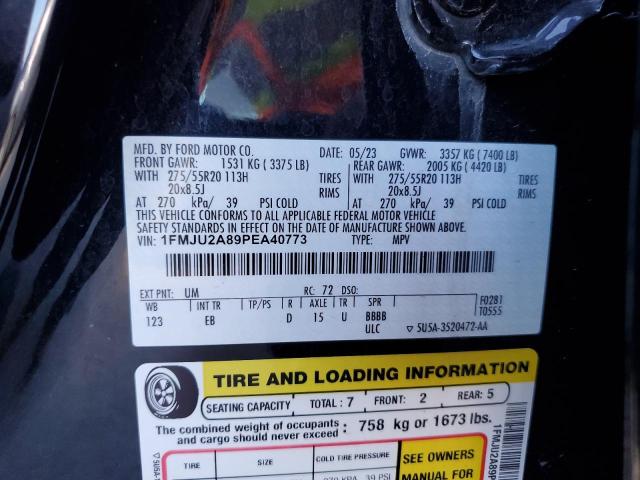 MFD. BY FORD MOTOR CO. DATE: 05/23 GVWR: 3357 KG ( 7400 LB)
FRONT GAWR: 1531 KG ( 3375 LB) REAR GAWR: 2005 KG ( 4420 LB)
WITH 275/55R20 113H TIRES WITH 275/55R20 113H TIRES
20x8.5J RIMS 20x8.5J RIMS
AT 270 kPa/ 39 PSI COLD AT 270 kPa/ 39 PSI COLD
THIS VEHICLE CONFORMS TO ALL APPLICABLE FEDERAL MOTOR VEHICLE
SAFETY STANDARDS IN EFFECT ON THE DATE OF MANUFACTURE SHOWN ABOVE.
VIN: 1FMJU2A89PEA40773 TYPE: MPV
EXT PNT: UM RC: 72 DSO:
WB INT TR TP/PS R AXLE TR SPR F0281
123 EB D 15 U BBBB T0555
ULC ▽ 5U5A-3520472-AA
TIRE AND LOADING INFORMATION
SEATING CAPACITY TOTAL: 7 FRONT: 2 REAR: 5
The combined weight of occupants and cargo should never exceed: 758 kg or 1673 lbs.
TIRE SIZE COLD TIRE PRESSURE
SEE OWNERS
MANUAL FOR
39 PSI
1FMJU2A89P